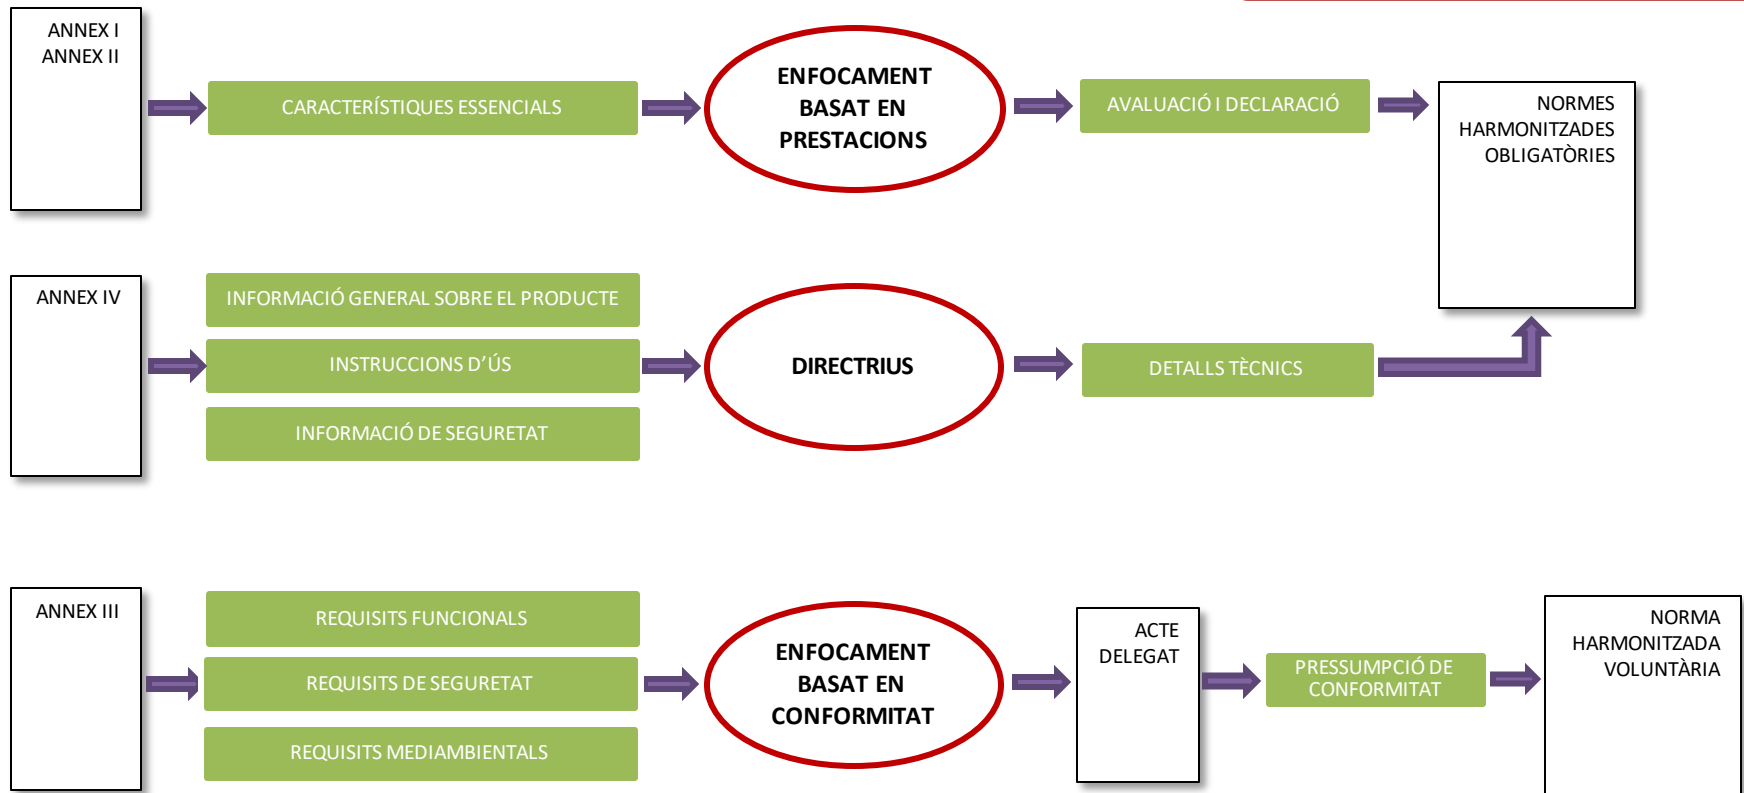 ANNEX I
ANNEX II
CARACTERÍSTIQUES ESSENCIALS
ENFOCAMENT
BASAT EN
PRESTACIONS
AVALUACIÓ I DECLARACIÓ
NORMES
HARMONITZADES
OBLIGATÒRIES
ANNEX IV
INFORMACIÓ GENERAL SOBRE EL PRODUCTE
INSTRUCCIONS D’ÚS
INFORMACIÓ DE SEGURETAT
DIRECTRIUS
DETALLS TÈCNICS
ANNEX III
REQUISITS FUNCIONALS
REQUISITS DE SEGURETAT
REQUISITS MEDIAMBIENTALS
ENFOCAMENT
BASAT EN
CONFORMITAT
ACTE
DELEGAT
PRESSUMPCIÓ DE
CONFORMITAT
NORMA
HARMONITZADA
VOLUNTÀRIA